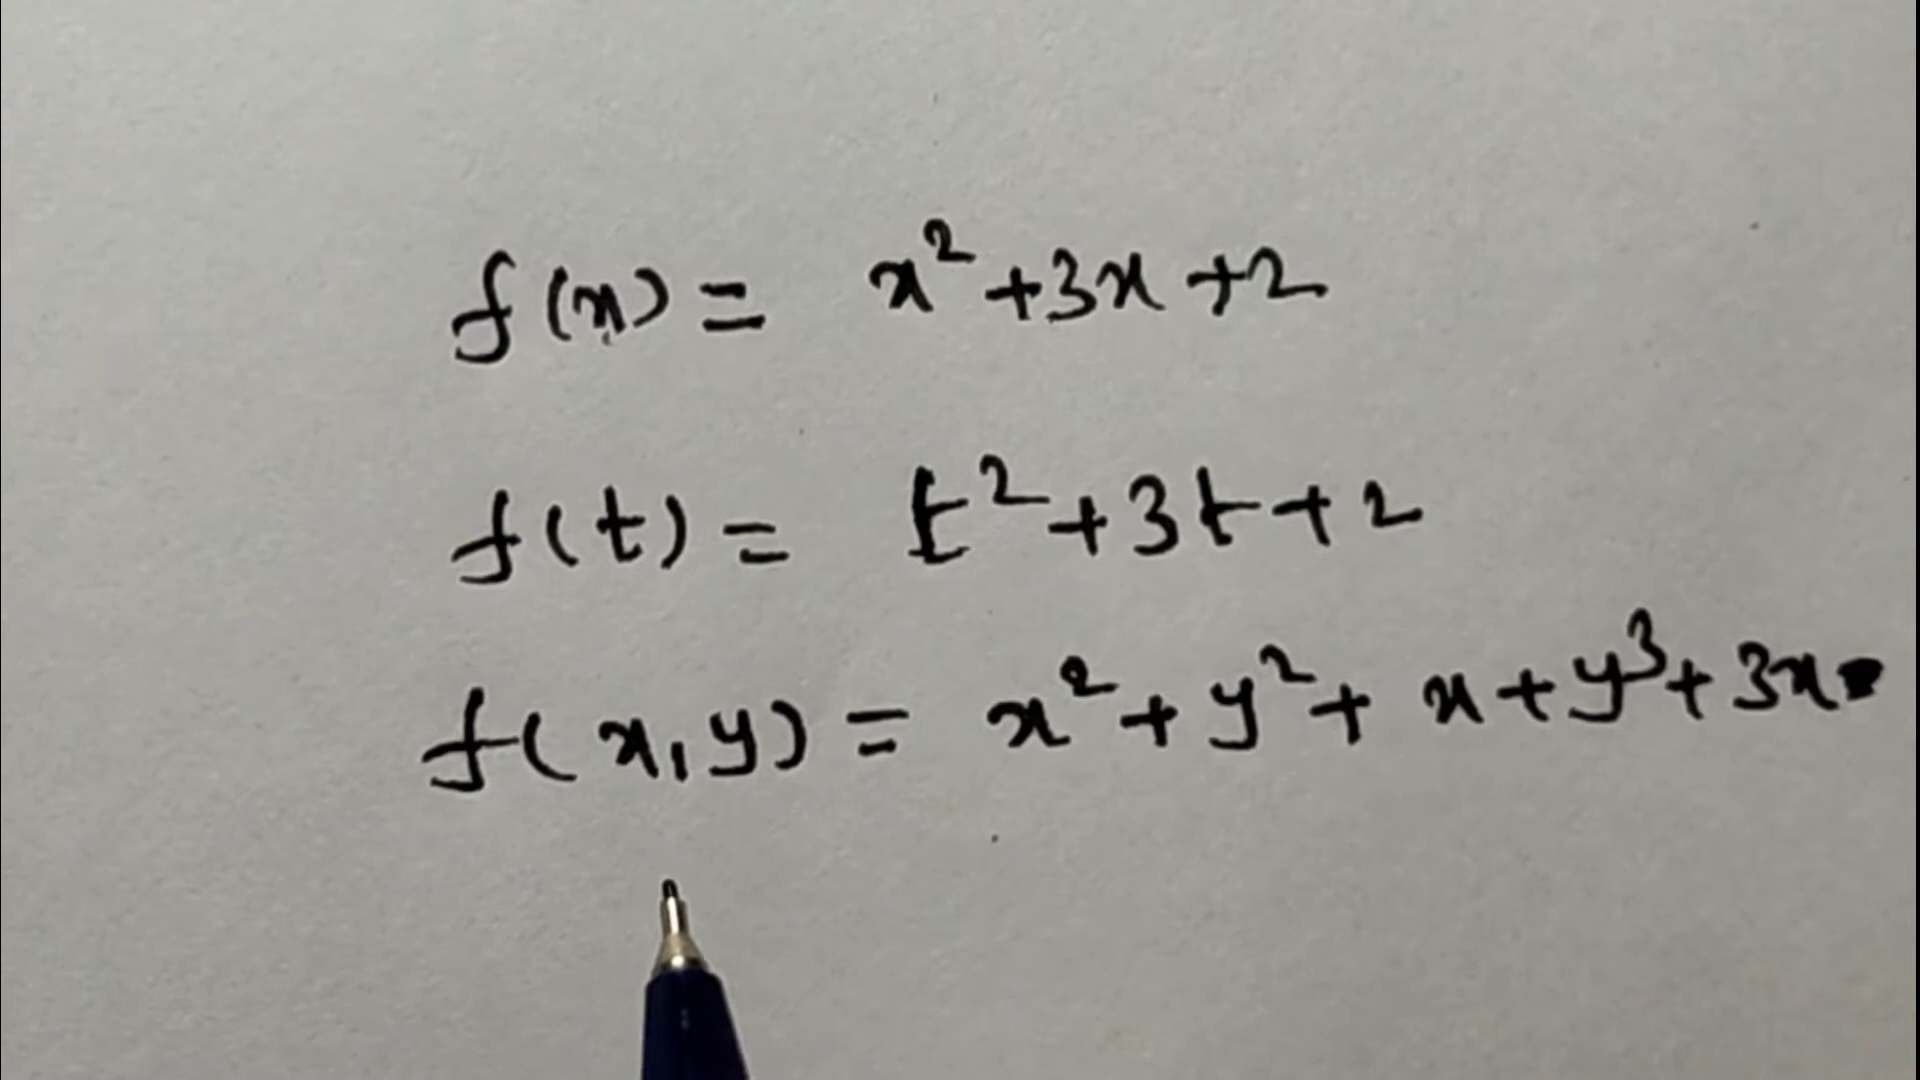 f(x) = x² + 3x + 2
f(t) = t² + 3t + 2
f(x,y) = x² + y² + x + y³ + 3x